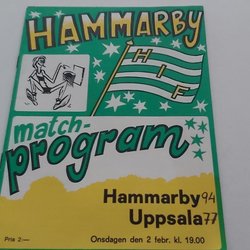 HAMMARBY
HIF
match-
program
Hammarby 94
Uppsala 77
Pris 2:— Onsdagen den 2 febr. kl. 19.00